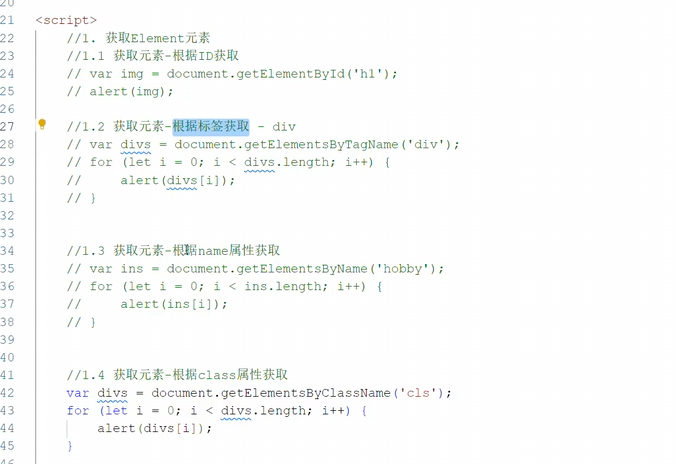 20
21 <script>
22 //1. 获取Element元素
23 //1.1 获取元素-根据ID获取
24 // var img = document.getElementById('h1');
25 // alert(img);
26
27 //1.2 获取元素-根据标签获取 - div
28 // var divs = document.getElementsByTagName('div');
29 // for (let i = 0; i < divs.length; i++) {
30 //     alert(divs[i]);
31 // }
32
33
34 //1.3 获取元素-根据name属性获取
35 // var ins = document.getElementsByName('hobby');
36 // for (let i = 0; i < ins.length; i++) {
37 //     alert(ins[i]);
38 // }
39
40
41 //1.4 获取元素-根据class属性获取
42 var divs = document.getElementsByClassName('cls');
43 for (let i = 0; i < divs.length; i++) {
44     alert(divs[i]);
45 }
46